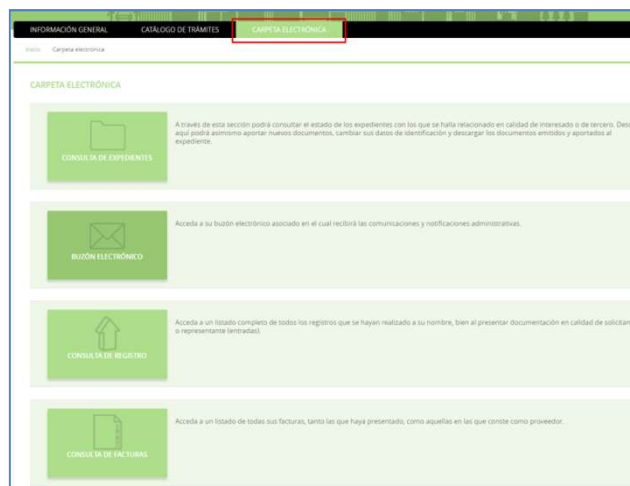 INFORMACIÓN GENERAL CATÁLOGO DE TRÁMITES CARPETA ELECTRÓNICA
Inicio Carpeta electrónica
CARPETA ELECTRÓNICA
A través de esta sección podrá consultar el estado de los expedientes con los que se halla relacionado en calidad de interesado o de tercero. Desd
aquí podrá asimismo aportar nuevos documentos, cambiar sus datos de identificación y descargar los documentos emitidos y aportados al
expediente.
CONSULTA DE EXPEDIENTES
Acceda a su buzón electrónico asociado en el cual recibirá las comunicaciones y notificaciones administrativas.
BUZÓN ELECTRÓNICO
Acceda a un listado completo de todos los registros que se hayan realizado a su nombre, bien al presentar documentación en calidad de solicitan
o representante (entradas).
CONSULTA DE REGISTRO
Acceda a un listado de todas sus facturas, tanto las que haya presentado, como aquellas en las que conste como proveedor.
CONSULTA DE FACTURAS